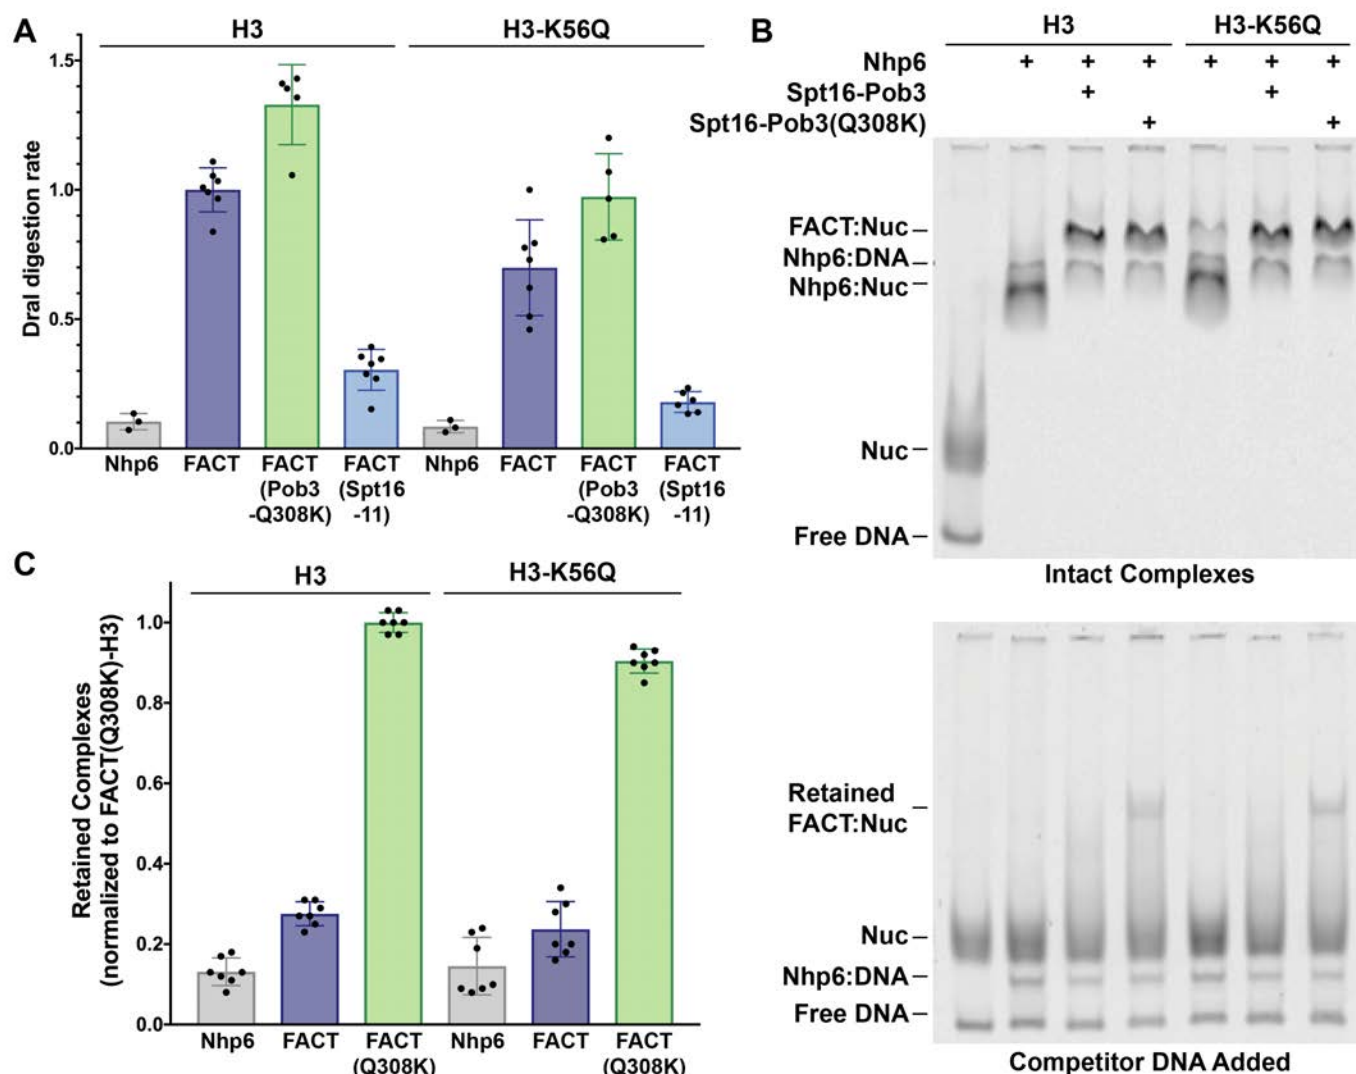 A
H3
H3-K56Q
DraI digestion rate
1.5
1.0
0.5
0.0
Nhp6
FACT
FACT
(Pob3
-Q308K)
FACT
(Spt16
-11)
Nhp6
FACT
FACT
(Pob3
-Q308K)
FACT
(Spt16
-11)
B
H3
H3-K56Q
Nhp6 + + + + + +
Spt16-Pob3 + +
Spt16-Pob3(Q308K) + +
FACT:Nuc
Nhp6:DNA
Nhp6:Nuc
Nuc
Free DNA
Intact Complexes
Retained
FACT:Nuc
Nuc
Nhp6:DNA
Free DNA
Competitor DNA Added
C
H3
H3-K56Q
Retained Complexes
(normalized to FACT(Q308K)-H3)
1.0
0.8
0.6
0.4
0.2
0.0
Nhp6
FACT
FACT
(Q308K)
Nhp6
FACT
FACT
(Q308K)